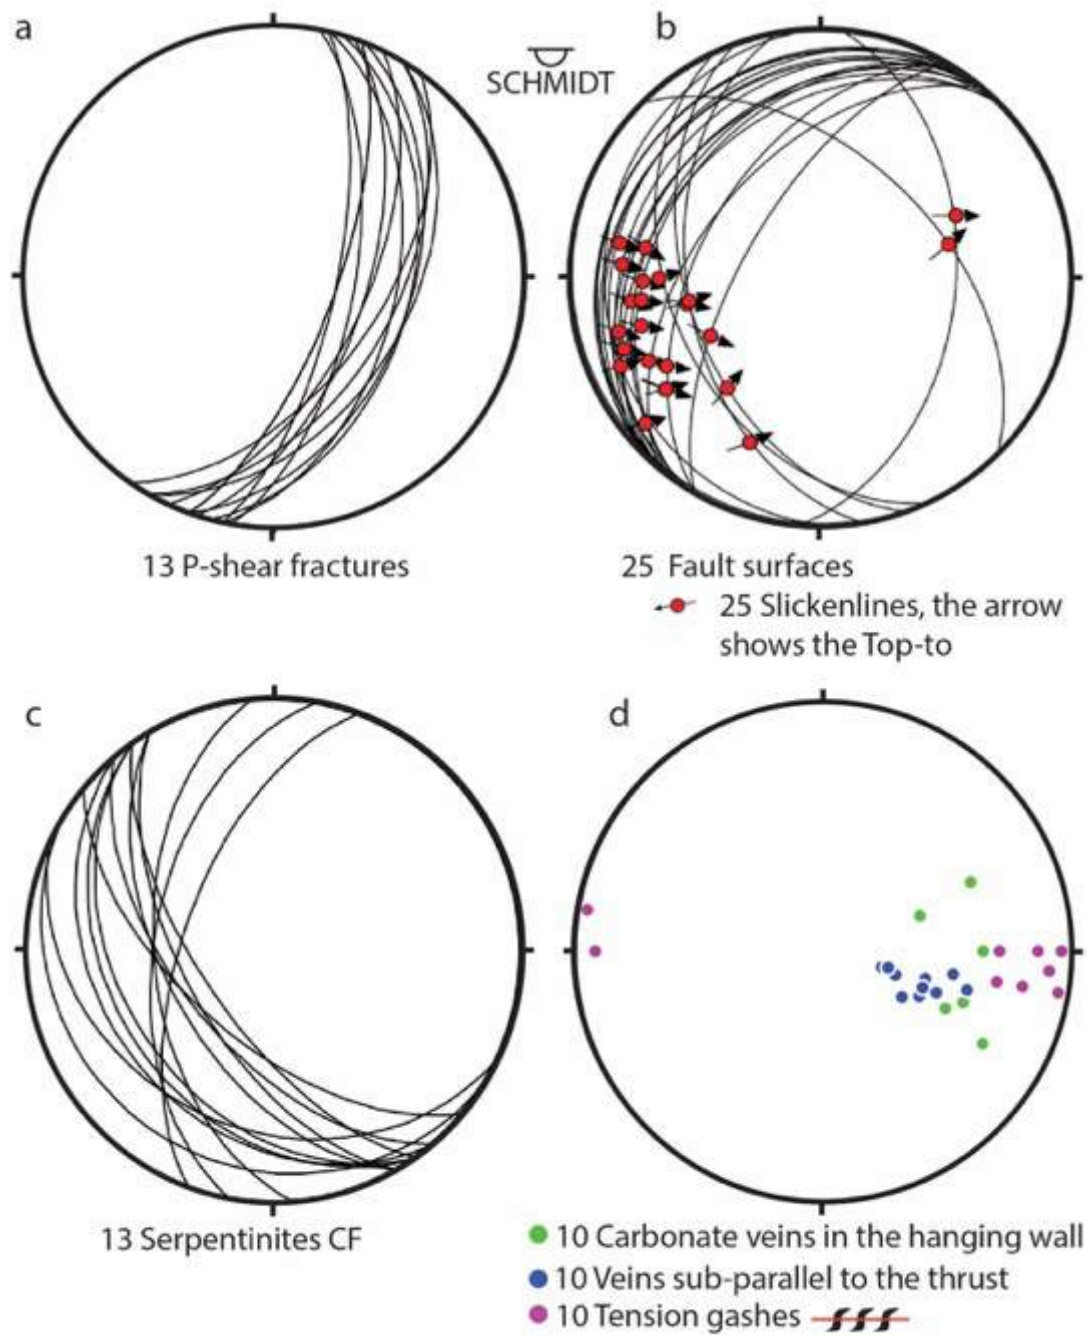 a
b
SCHMIDT
13 P-shear fractures
25 Fault surfaces
25 Slickenlines, the arrow
shows the Top-to
c
d
13 Serpentinites CF
10 Carbonate veins in the hanging wall
10 Veins sub-parallel to the thrust
10 Tension gashes